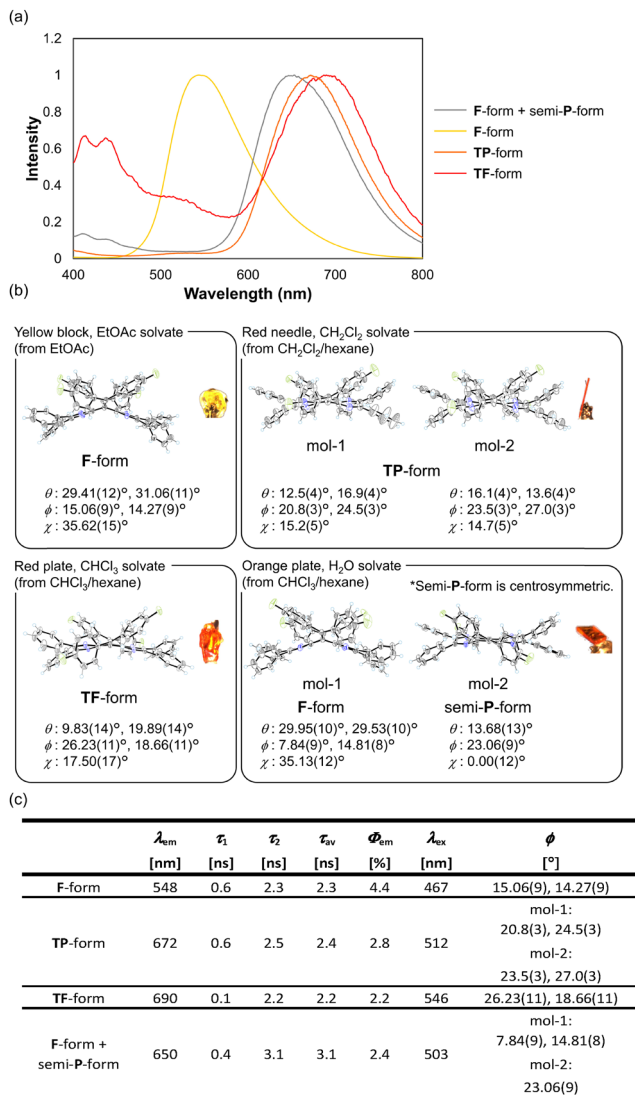 (a)
1.2
1
0.8
0.6
0.4
0.2
0
Intensity
400
500
600
700
800
Wavelength (nm)
F-form + semi-P-form
F-form
TP-form
TF-form
(b)
Yellow block, EtOAc solvate
(from EtOAc)
F-form
θ : 29.41(12)º, 31.06(11)º
ϕ : 15.06(9)º, 14.27(9)º
χ : 35.62(15)º
Red needle, CH₂Cl₂ solvate
(from CH₂Cl₂/hexane)
mol-1
mol-2
TP-form
θ : 12.5(4)º, 16.9(4)º
ϕ : 20.8(3)º, 24.5(3)º
χ : 15.2(5)º
θ : 16.1(4)º, 13.6(4)º
ϕ : 23.5(3)º, 27.0(3)º
χ : 14.7(5)º
Red plate, CHCl₃ solvate
(from CHCl₃/hexane)
TF-form
θ : 9.83(14)º, 19.89(14)º
ϕ : 26.23(11)º, 18.66(11)º
χ : 17.50(17)º
Orange plate, H₂O solvate
(from CHCl₃/hexane)
*Semi-P-form is centrosymmetric.
mol-1
F-form
mol-2
semi-P-form
θ : 29.95(10)º, 29.53(10)º
ϕ : 7.84(9)º, 14.81(8)º
χ : 35.13(12)º
θ : 13.68(13)º
ϕ : 23.06(9)º
χ : 0.00(12)º
(c)
λem τ1 τ2 τav Φem λex ϕ
[nm] [ns] [ns] [ns] [%] [nm] [º]
F-form 548 0.6 2.3 2.3 4.4 467 15.06(9), 14.27(9)
mol-1:
20.8(3), 24.5(3)
TP-form 672 0.6 2.5 2.4 2.8 512
mol-2:
23.5(3), 27.0(3)
TF-form 690 0.1 2.2 2.2 2.2 546 26.23(11), 18.66(11)
mol-1:
7.84(9), 14.81(8)
F-form +
semi-P-form 650 0.4 3.1 3.1 2.4 503
mol-2:
23.06(9)